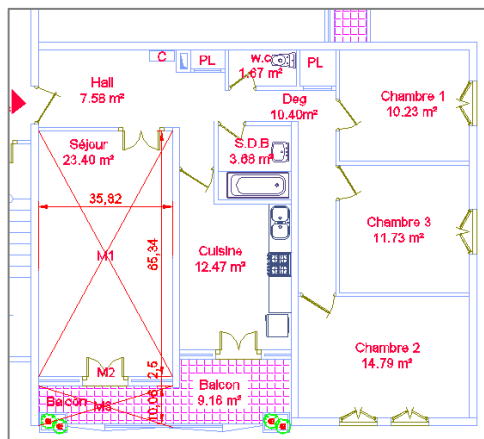 C
PL
W.C
1.67 m²
PL
Hall
7.58 m²
Deg
10.40m²
Chambre 1
10.23 m²
Séjour
23.40 m²
S.D.B
3.68 m²
35,82
65,34
Chambre 3
11.73 m²
M1
Cuisine
12.47 m²
Chambre 2
14.79 m²
M2
2,5
Balcon
9.16 m²
Balcon
M3
10,06